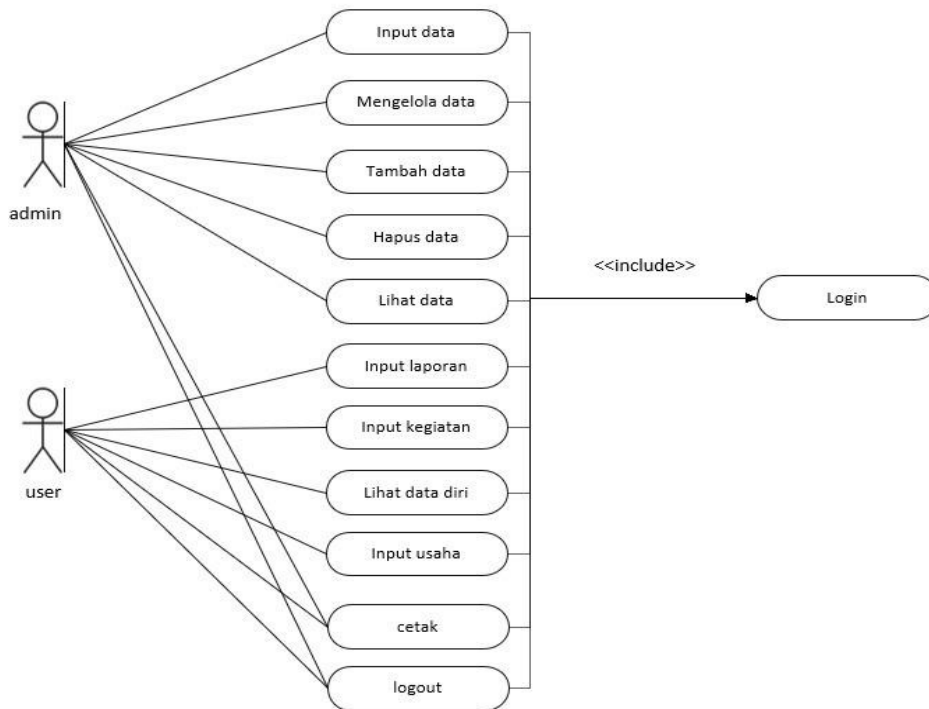 Input data
Mengelola data
admin
Tambah data
Hapus data
<<include>>
Lihat data
Login
Input laporan
Input kegiatan
user
Lihat data diri
Input usaha
cetak
logout